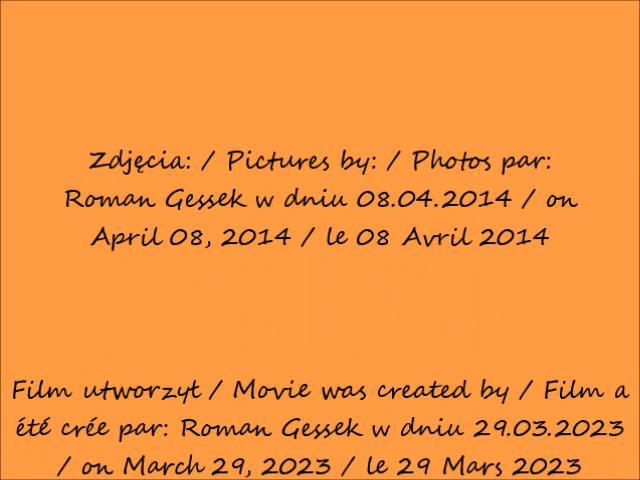 Zdjęcia: / Pictures by: / Photos par:
Roman Gessek w dniu 08.04.2014 / on
April 08, 2014 / le 08 Avril 2014
Film utworzył / Movie was created by / Film a
été crée par: Roman Gessek w dniu 29.03.2023
/ on March 29, 2023 / le 29 Mars 2023